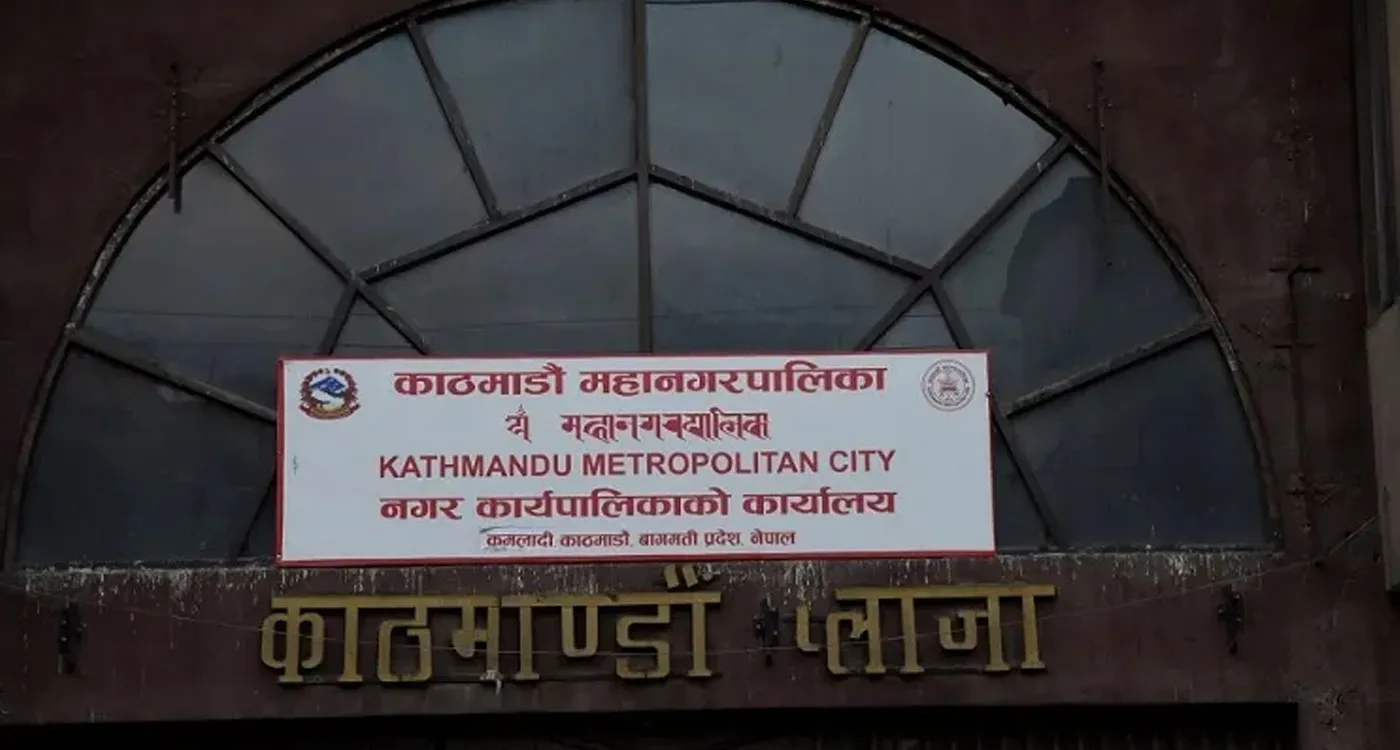 काठमाडौं महानगरपालिका
KATHMANDU METROPOLITAN CITY
नगर कार्यपालिकाको कार्यालय
कमलादी, काठमाडौं, बागमती प्रदेश, नेपाल
काठमाण्डौं प्लाजा